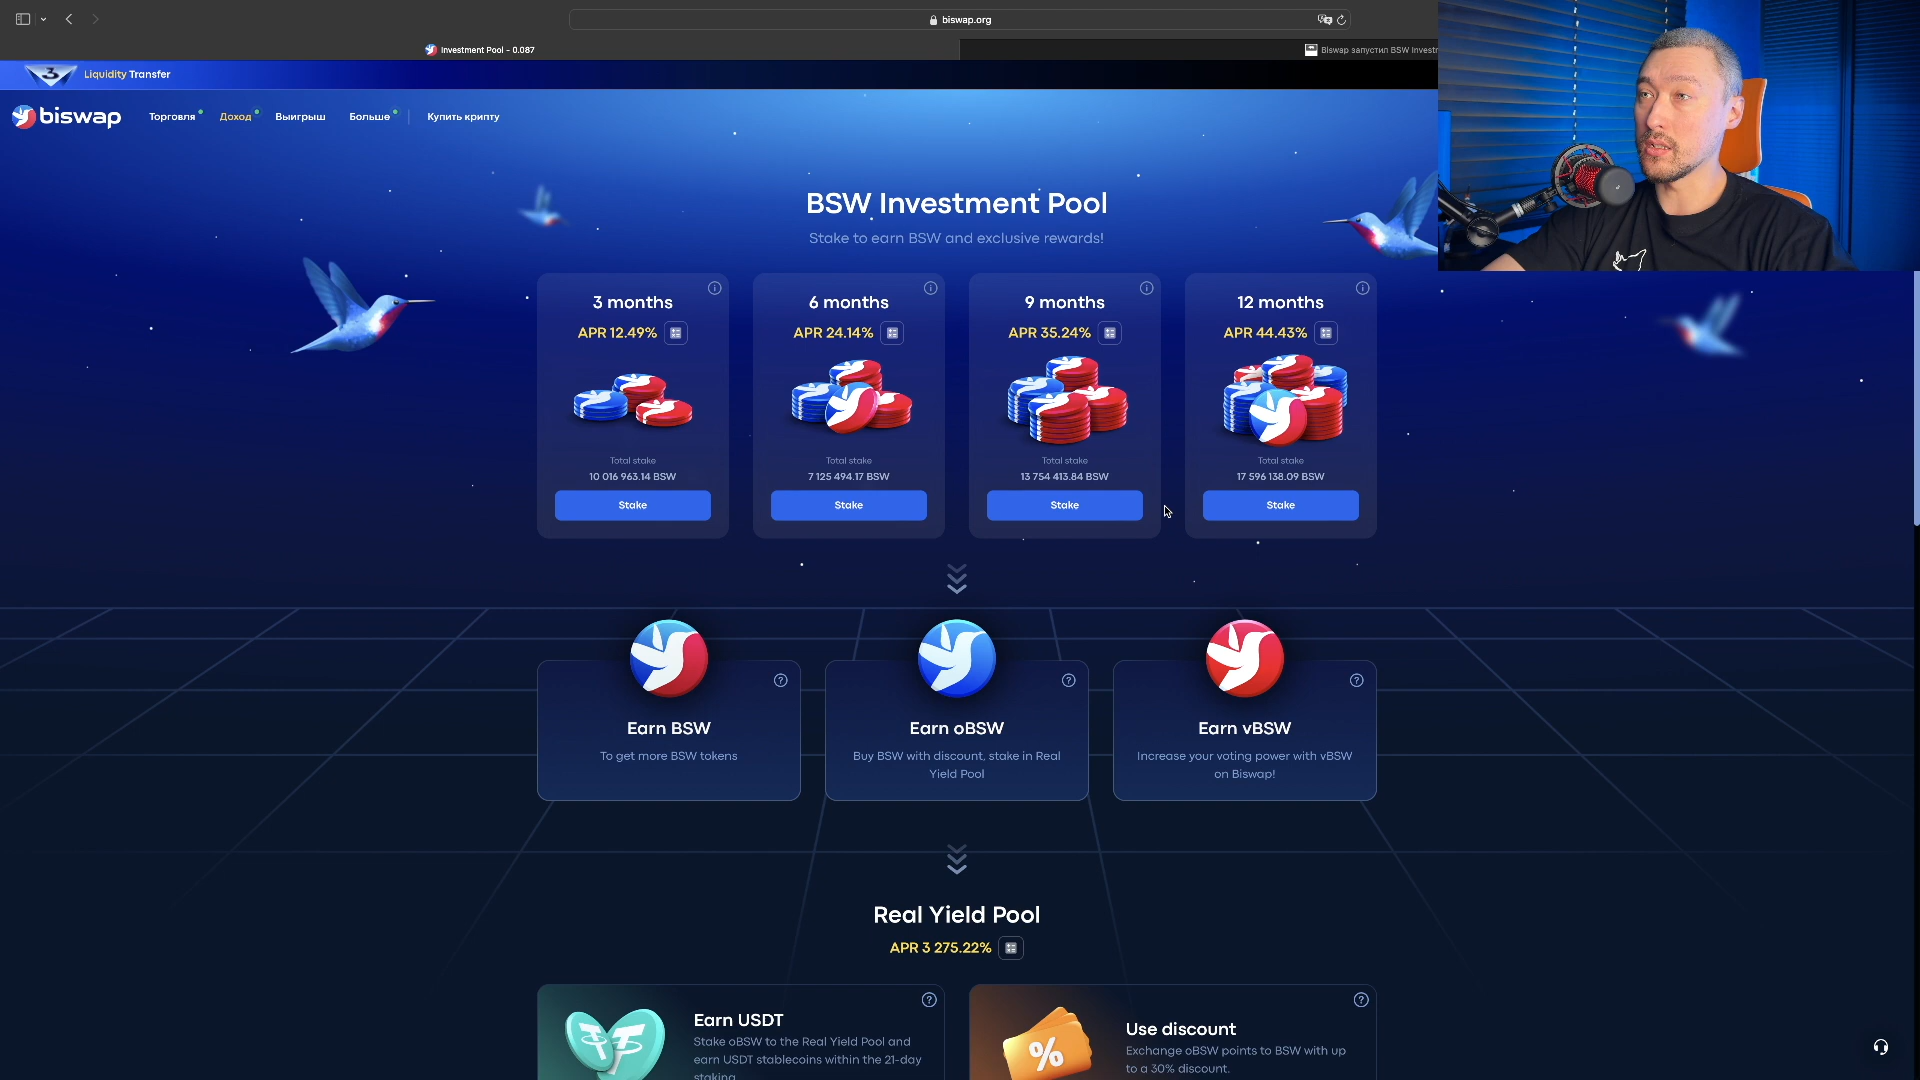 biswap.org
Investment Pool - 0.087
Biswap запустил BSW Investm
3
Liquidity Transfer
biswap
Торговля
Доход
Выигрыш
Больше
Купить крипту
BSW Investment Pool
Stake to earn BSW and exclusive rewards!
3 months
APR 12.49%
Total stake
10 016 963.14 BSW
Stake
6 months
APR 24.14%
Total stake
7 125 494.17 BSW
Stake
9 months
APR 35.24%
Total stake
13 754 413.84 BSW
Stake
12 months
APR 44.43%
Total stake
17 596 138.09 BSW
Stake
Earn BSW
To get more BSW tokens
Earn oBSW
Buy BSW with discount, stake in Real
Yield Pool
Earn vBSW
Increase your voting power with vBSW
on Biswap!
Real Yield Pool
APR 3 275.22%
Earn USDT
Stake oBSW to the Real Yield Pool and
earn USDT stablecoins within the 21-day
staking
%
Use discount
Exchange oBSW points to BSW with up
to a 30% discount.